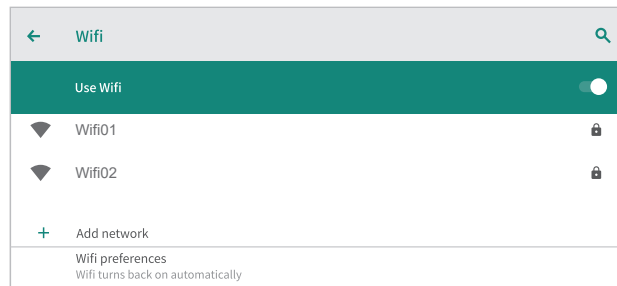 Wifi
Use Wifi
Wifi01
Wifi02
Add network
Wifi preferences
Wifi turns back on automatically